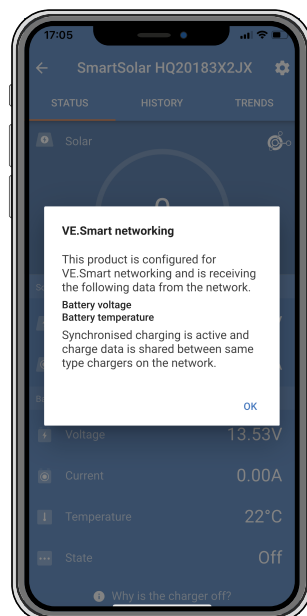 17:05
SmartSolar HQ20183X2JX
STATUS HISTORY TRENDS
Solar
VE.Smart networking
This product is configured for
VE.Smart networking and is receiving
the following data from the network.
Battery voltage
Battery temperature
Synchronised charging is active and
charge data is shared between same
type chargers on the network.
OK
Voltage 13.53V
Current 0.00A
Temperature 22°C
State Off
Why is the charger off?